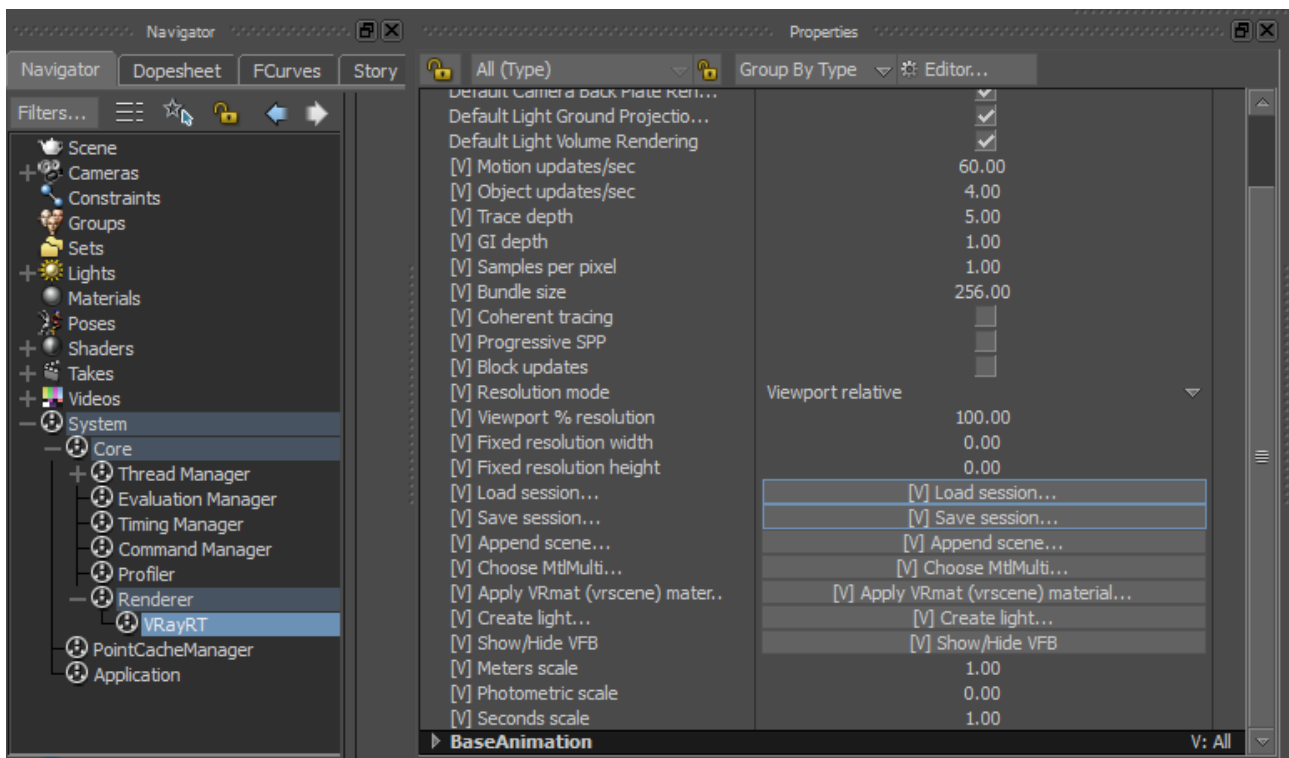 Navigator
Properties
Navigator Dopesheet FCurves Story
All (Type) Group By Type Editor...
Filters...
Scene
Cameras
Constraints
Groups
Sets
Lights
Materials
Poses
Shaders
Takes
Videos
System
Core
Thread Manager
Evaluation Manager
Timing Manager
Command Manager
Profiler
Renderer
VRayRT
PointCacheManager
Application
Default Camera Back Plate Ren...
Default Light Ground Projectio...
Default Light Volume Rendering
[V] Motion updates/sec 60.00
[V] Object updates/sec 4.00
[V] Trace depth 5.00
[V] GI depth 1.00
[V] Samples per pixel 1.00
[V] Bundle size 256.00
[V] Coherent tracing
[V] Progressive SPP
[V] Block updates
[V] Resolution mode Viewport relative
[V] Viewport % resolution 100.00
[V] Fixed resolution width 0.00
[V] Fixed resolution height 0.00
[V] Load session... [V] Load session...
[V] Save session... [V] Save session...
[V] Append scene... [V] Append scene...
[V] Choose MtlMulti... [V] Choose MtlMulti...
[V] Apply VRmat (vrscene) mater.. [V] Apply VRmat (vrscene) material...
[V] Create light... [V] Create light...
[V] Show/Hide VFB [V] Show/Hide VFB
[V] Meters scale 1.00
[V] Photometric scale 0.00
[V] Seconds scale 1.00
BaseAnimation V: All